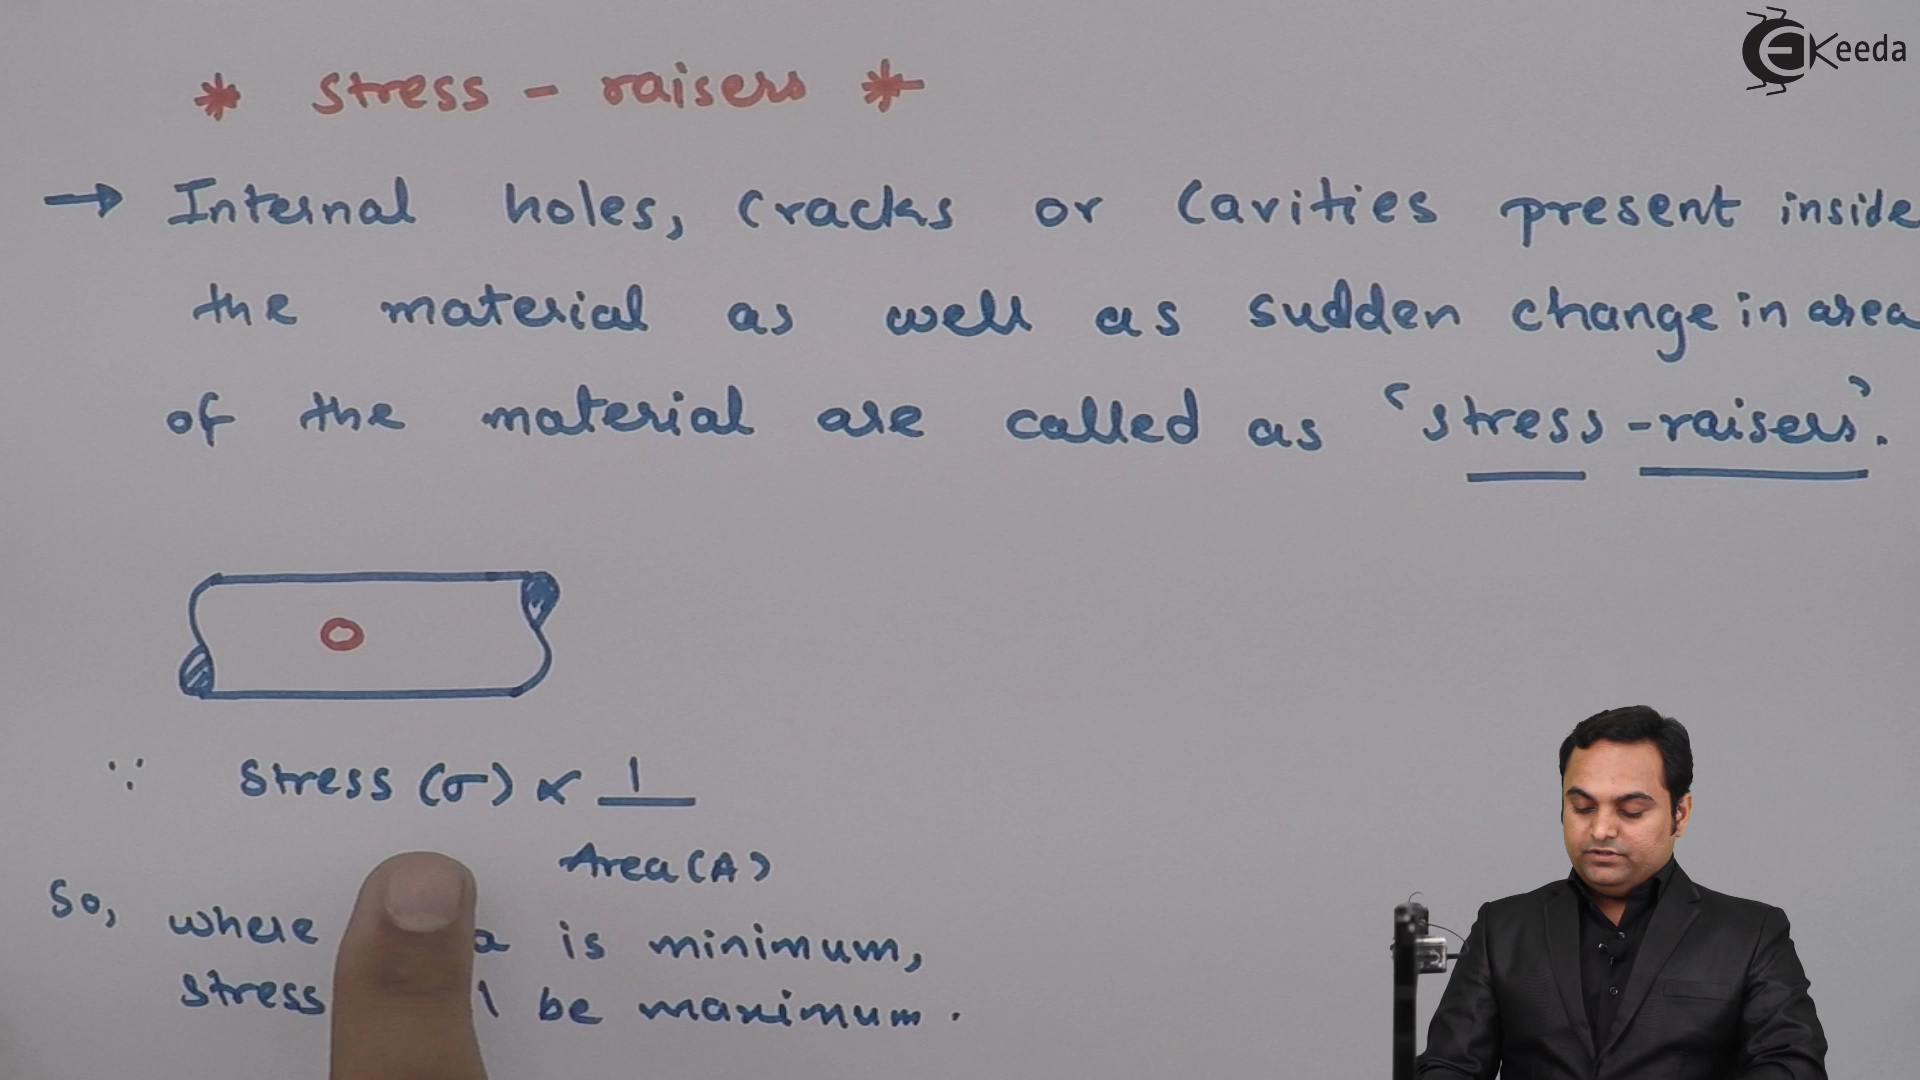 Keeda
* stress - raisers *
→ Internal holes, cracks or cavities present inside
the material as well as sudden change in area
of the material are called as 'stress - raisers'.
∵ stress (σ) ∝ 1
Area (A)
So, where is minimum,
stress be maximum.